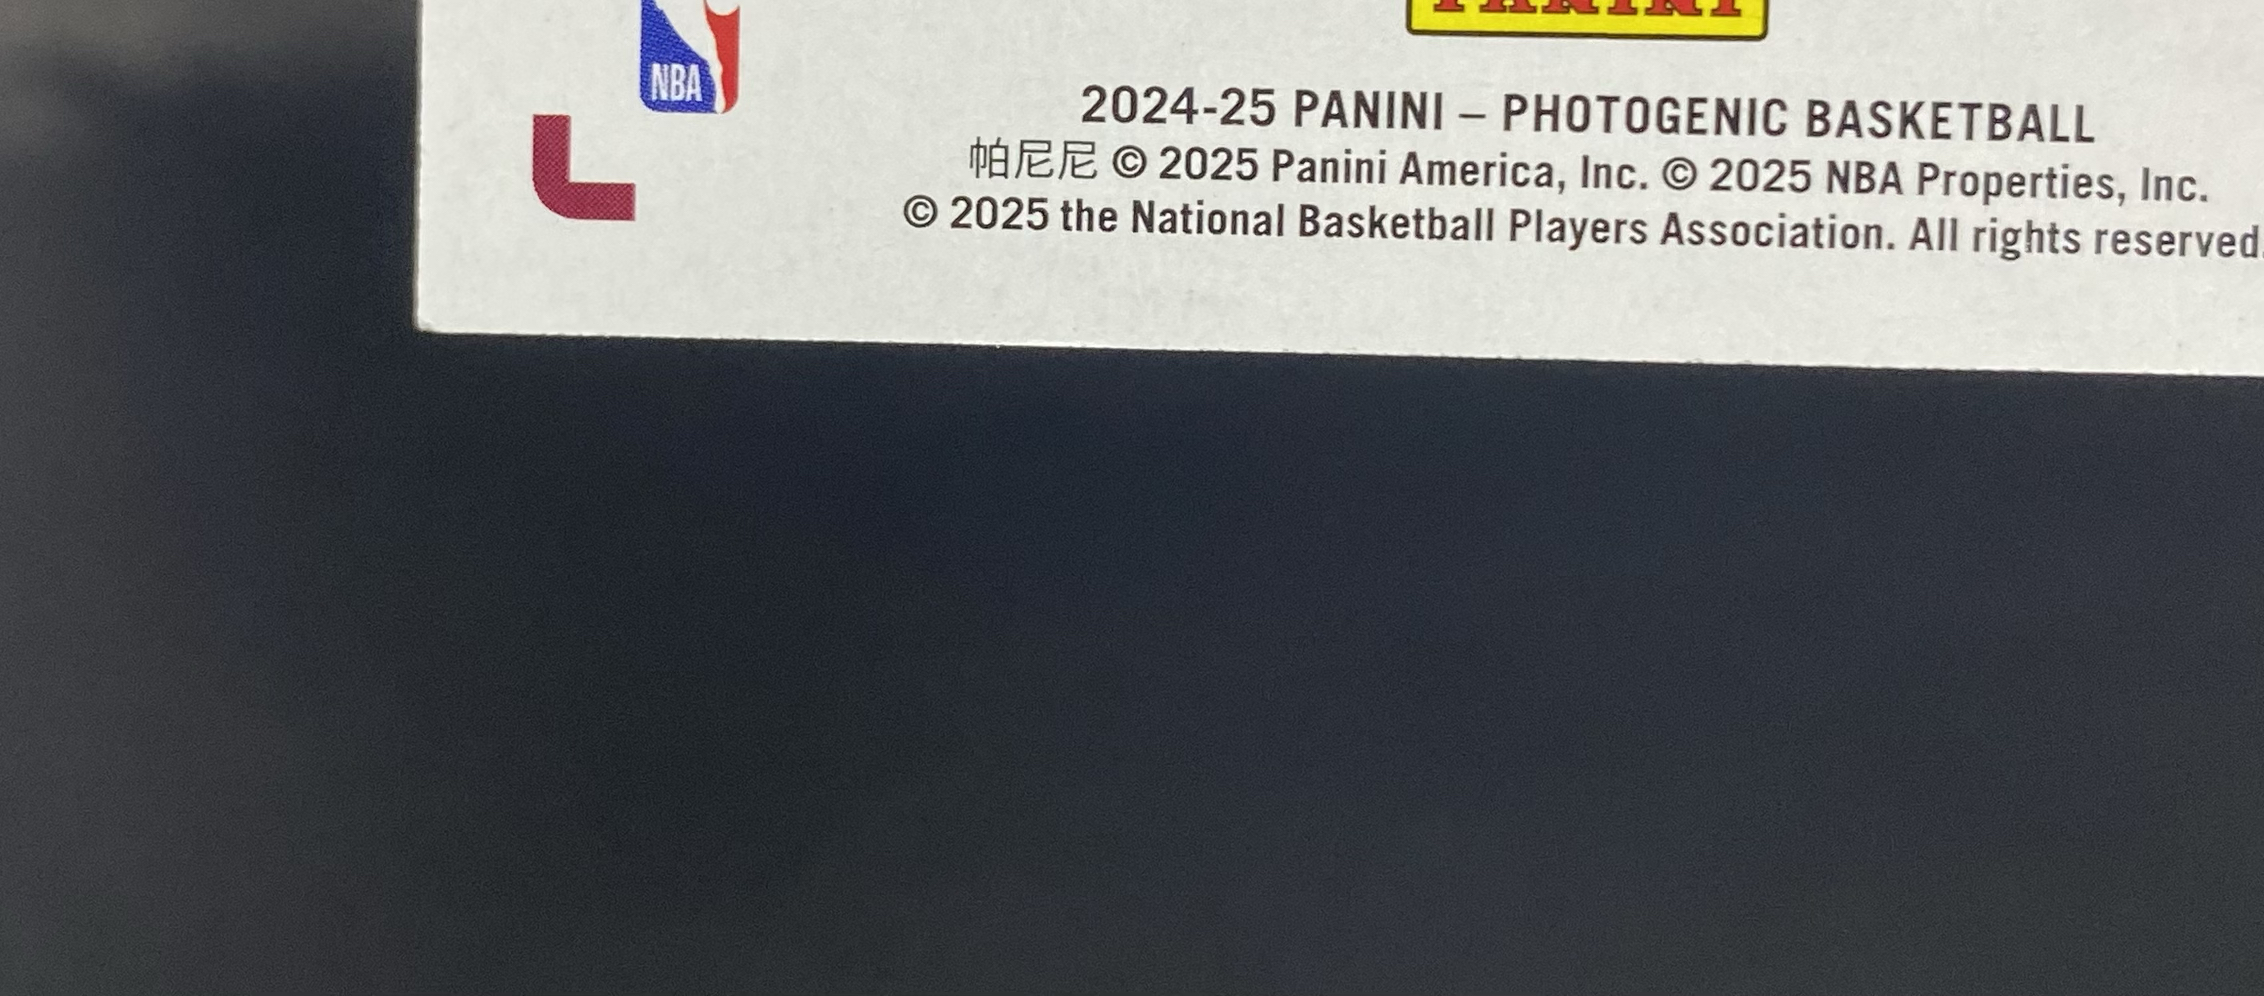 PANINI
NBA
2024-25 PANINI – PHOTOGENIC BASKETBALL
帕尼尼 © 2025 Panini America, Inc. © 2025 NBA Properties, Inc.
© 2025 the National Basketball Players Association. All rights reserved.